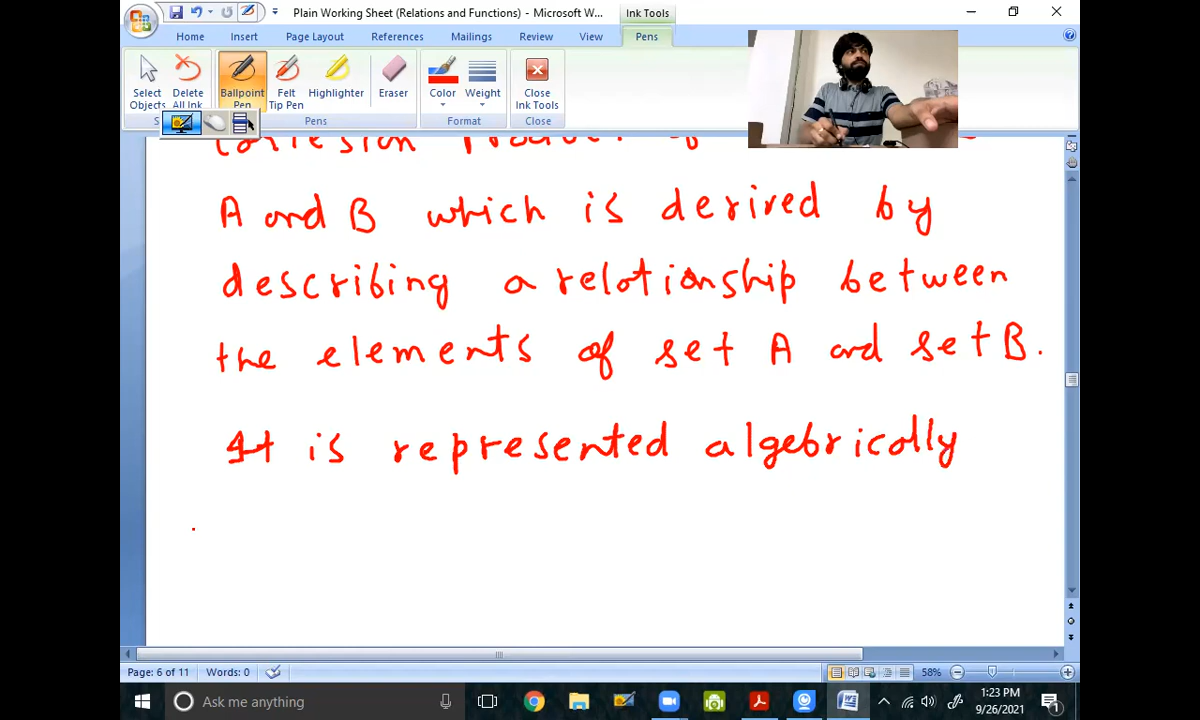 Plain Working Sheet (Relations and Functions) - Microsoft W...
Ink Tools
Home Insert Page Layout References Mailings Review View Pens
Select Objects
Delete All Ink
Ballpoint Pen
Felt Tip Pen
Highlighter
Eraser
Color
Weight
Close Ink Tools
Pens
Format
Close
A and B which is derived by
describing a relationship between
the elements of set A and set B.
It is represented algebrically
Page: 6 of 11 Words: 0 58%
Ask me anything
1:23 PM
9/26/2021